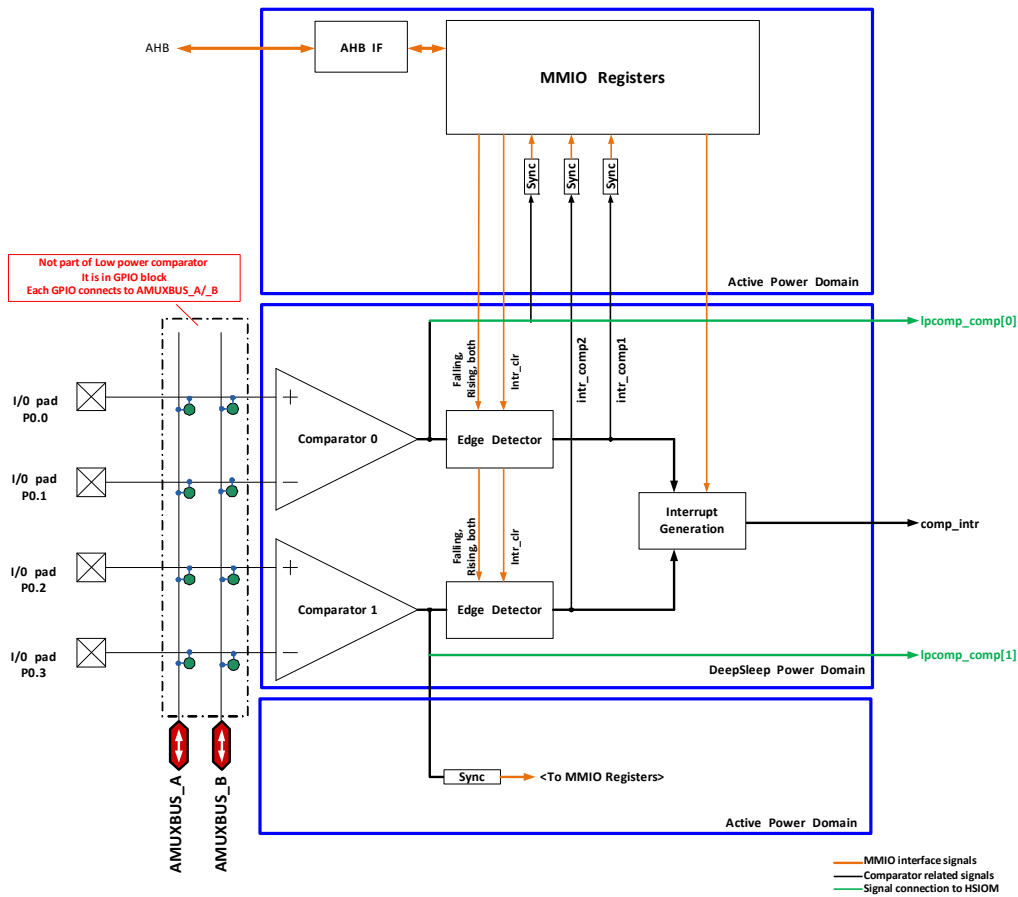 AHB
AHB IF
MMIO Registers
Sync
Sync
Sync
Active Power Domain
Not part of Low power comparator
It is in GPIO block
Each GPIO connects to AMUXBUS_A/_B
lpcomp_comp[0]
Falling,
Rising, both
Intr_clr
intr_comp2
intr_comp1
I/0 pad
P0.0
+
Comparator 0
Edge Detector
I/0 pad
P0.1
−
Interrupt
Generation
comp_intr
Falling,
Rising, both
Intr_clr
I/0 pad
P0.2
+
Comparator 1
Edge Detector
I/0 pad
P0.3
−
lpcomp_comp[1]
DeepSleep Power Domain
AMUXBUS_A
AMUXBUS_B
Sync
<To MMIO Registers>
Active Power Domain
MMIO interface signals
Comparator related signals
Signal connection to HSIOM